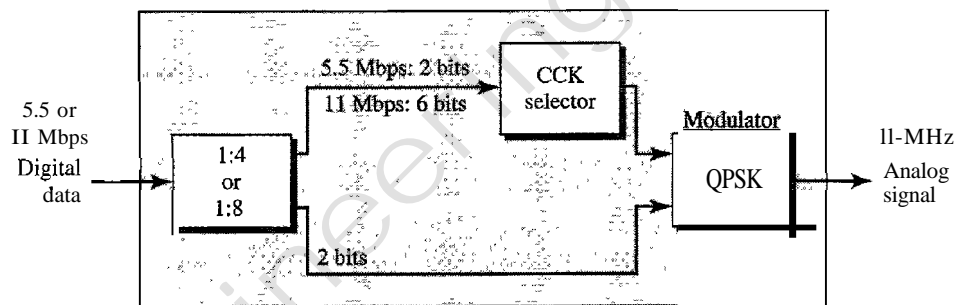 5.5 or
II Mbps
Digital
data
1:4
or
1:8
5.5 Mbps: 2 bits
11 Mbps: 6 bits
CCK
selector
2 bits
Modulator
QPSK
ll-MHz
Analog
signal
ineering